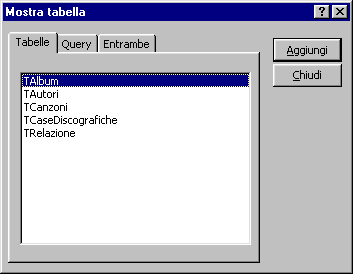 Mostra tabella
Tabelle Query Entrambe
Aggiungi
Chiudi
TAlbum
TAutori
TCanzoni
TCaseDiscografiche
TRelazione